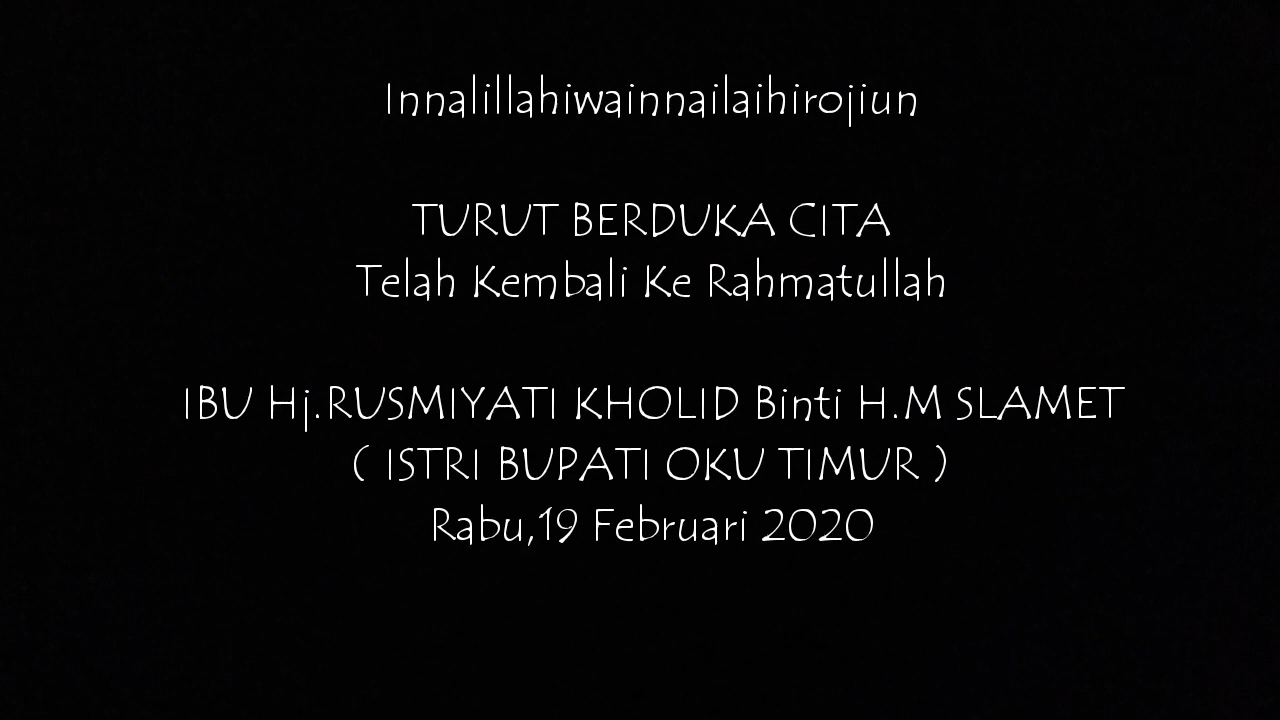 Innalillahiwainnailaihirojiun
TURUT BERDUKA CITA
Telah Kembali Ke Rahmatullah
IBU Hj.RUSMIYATI KHOLID Binti H.M SLAMET
( ISTRI BUPATI OKU TIMUR )
Rabu,19 Februari 2020